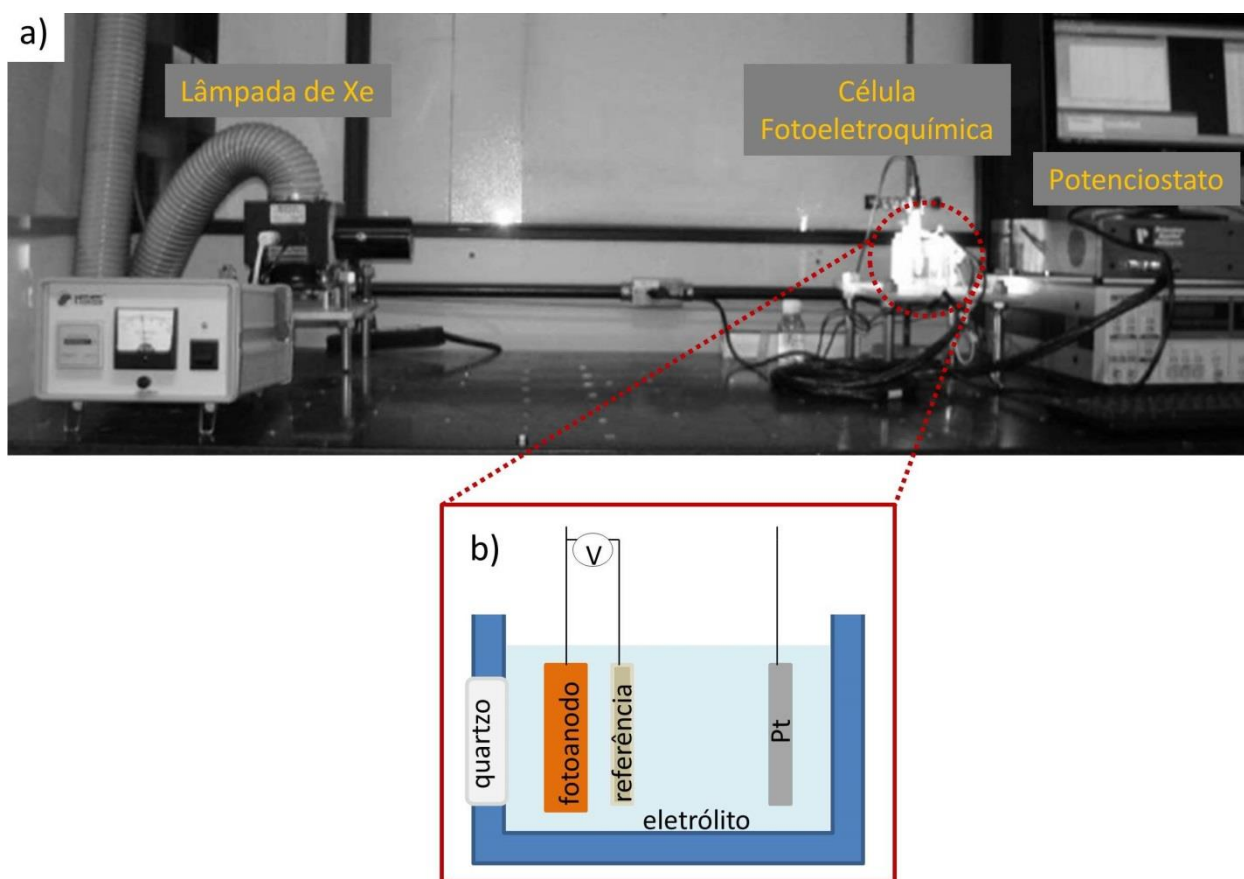 a)
Lâmpada de Xe
Célula
Fotoeletroquímica
Potenciostato
b)
V
quartzo
fotoanodo
referência
Pt
eletrólito